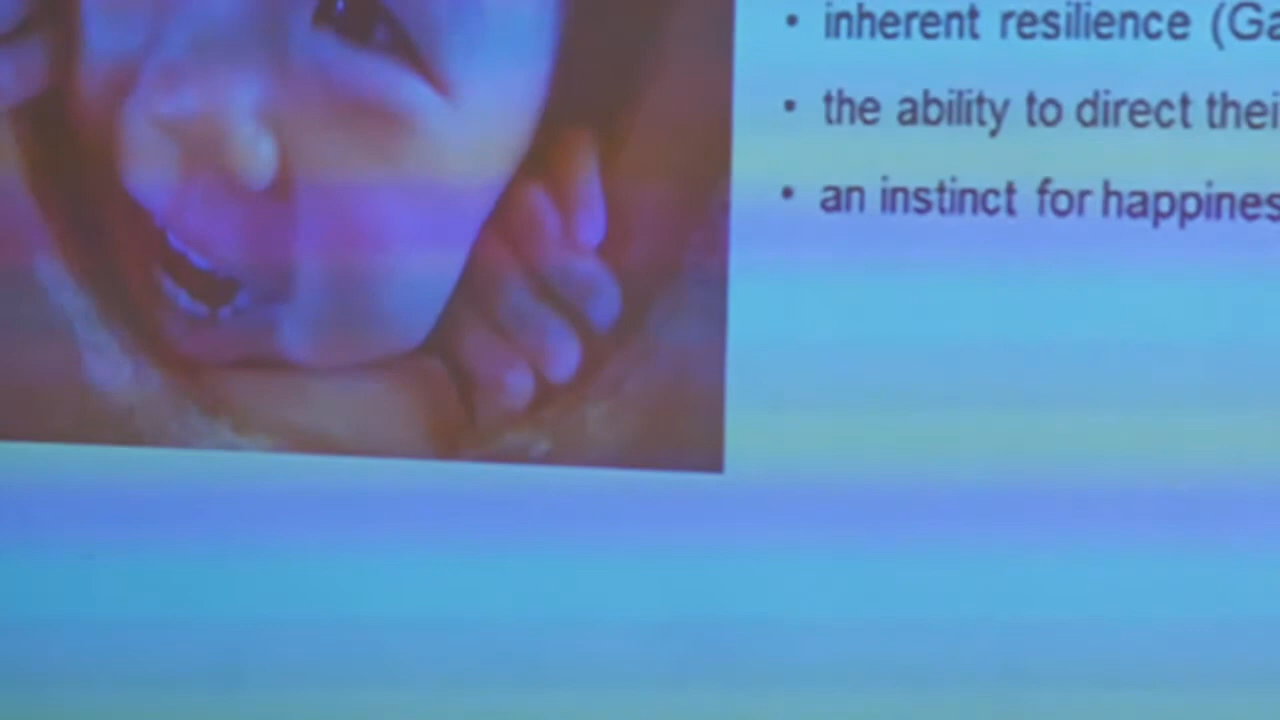 • inherent resilience (Ga
• the ability to direct thei
• an instinct for happines